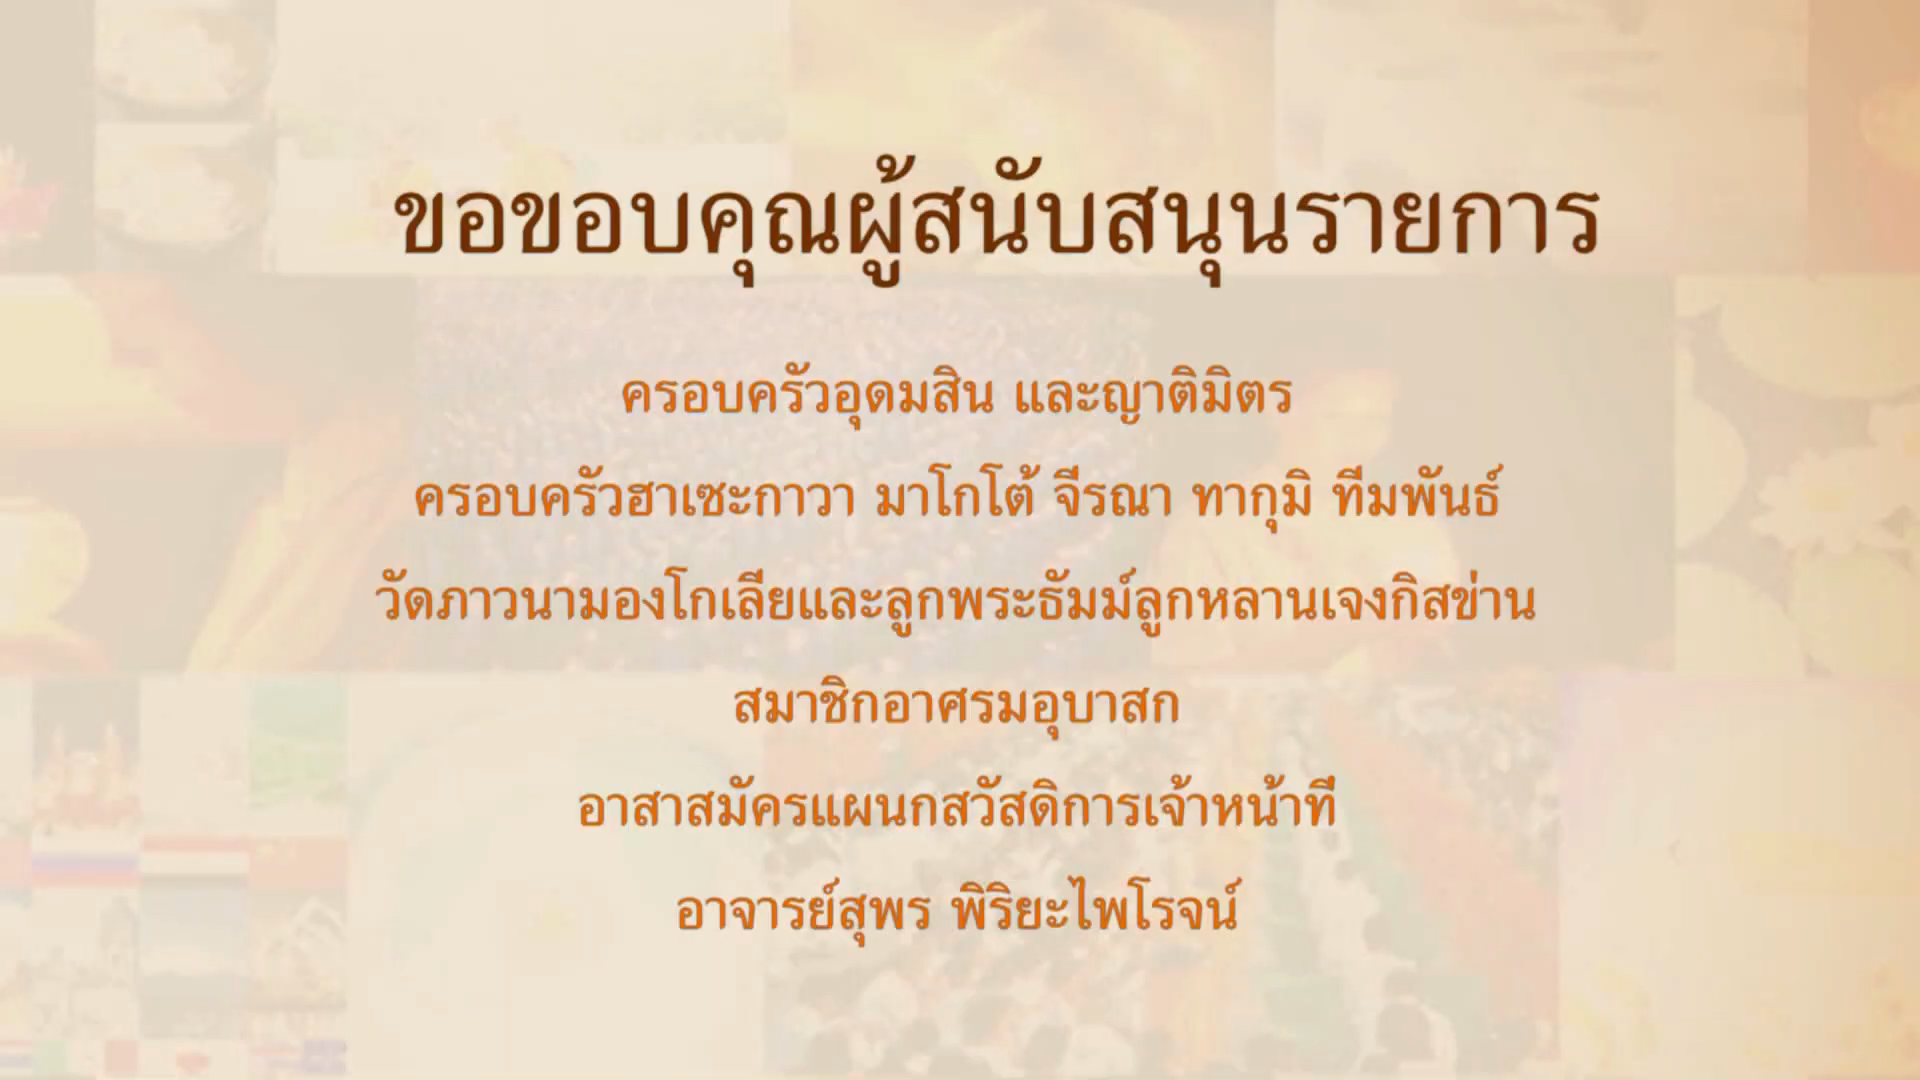 ขอขอบคุณผู้สนับสนุนรายการ
ครอบครัวอุดมสิน และญาติมิตร
ครอบครัวฮาเซะกาวา มาโกโต้ จีรณา ทากุมิ ทีมพันธ์
วัดภาวนามองโกเลียและลูกพระธัมม์ลูกหลานเจงกิสข่าน
สมาชิกอาศรมอุบาสก
อาสาสมัครแผนกสวัสดิการเจ้าหน้าที่
อาจารย์สุพร พิริยะไพโรจน์